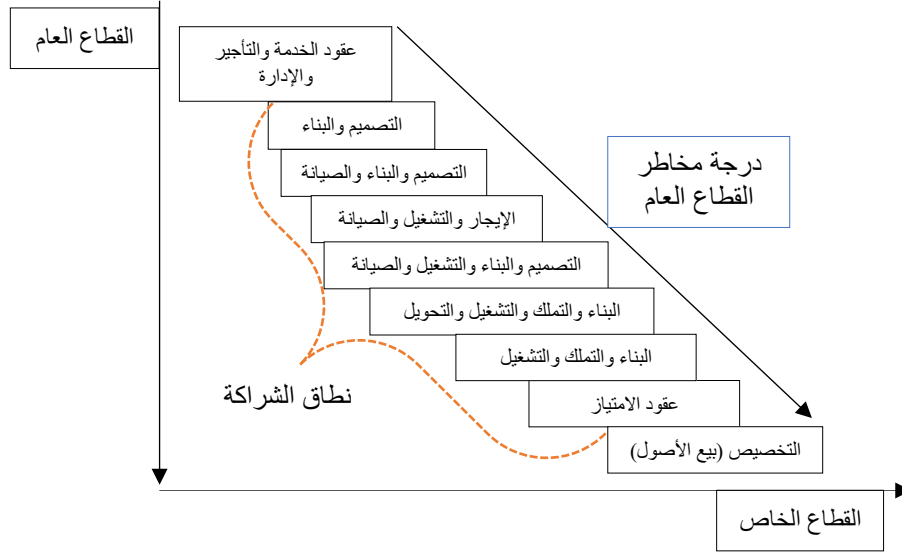 القطاع العام
عقود الخدمة والتأجير
والإدارة
التصميم والبناء
درجة مخاطر
القطاع العام
التصميم والبناء والصيانة
الإيجار والتشغيل والصيانة
التصميم والبناء والتشغيل والصيانة
البناء والتملك والتشغيل والتحويل
البناء والتملك والتشغيل
نطاق الشراكة
عقود الامتياز
التخصيص (بيع الأصول)
القطاع الخاص